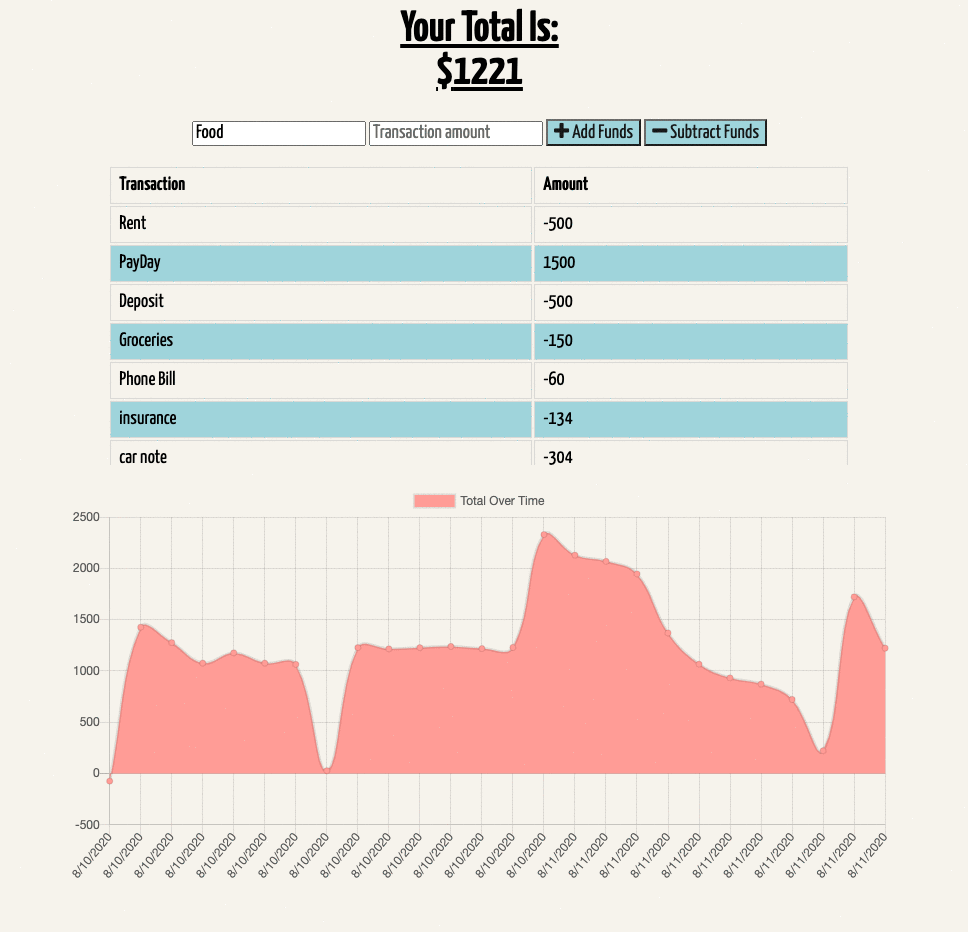 Your Total Is:
$1221
Food Transaction amount Add Funds Subtract Funds
Transaction Amount
Rent -500
PayDay 1500
Deposit -500
Groceries -150
Phone Bill -60
insurance -134
car note -304
Total Over Time
2500
2000
1500
1000
500
0
-500
8/10/2020 8/10/2020 8/10/2020 8/10/2020 8/10/2020 8/10/2020 8/10/2020 8/10/2020 8/10/2020 8/10/2020 8/10/2020 8/10/2020 8/10/2020 8/10/2020 8/10/2020 8/11/2020 8/11/2020 8/11/2020 8/11/2020 8/11/2020 8/11/2020 8/11/2020 8/11/2020 8/11/2020 8/11/2020 8/11/2020